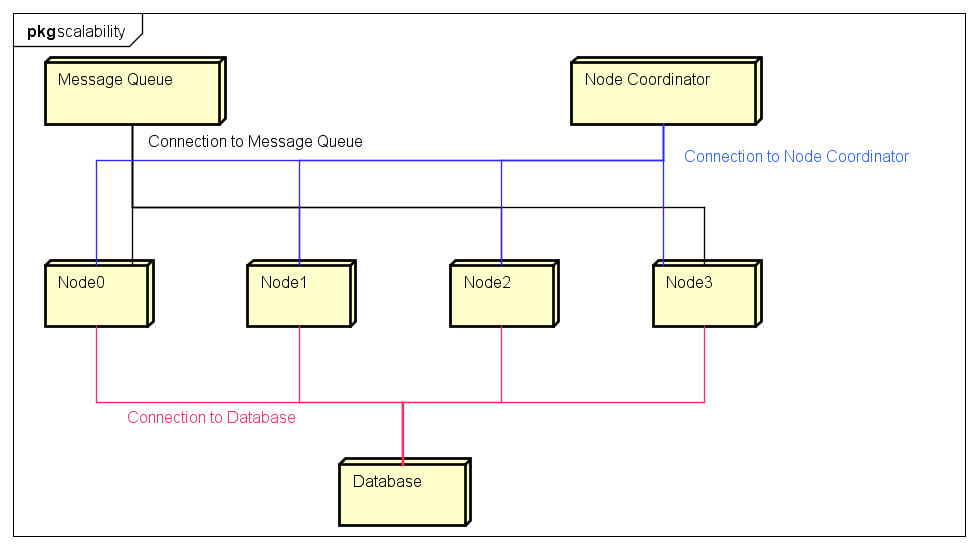 pkg scalability
Message Queue
Node Coordinator
Connection to Message Queue
Connection to Node Coordinator
Node0
Node1
Node2
Node3
Connection to Database
Database